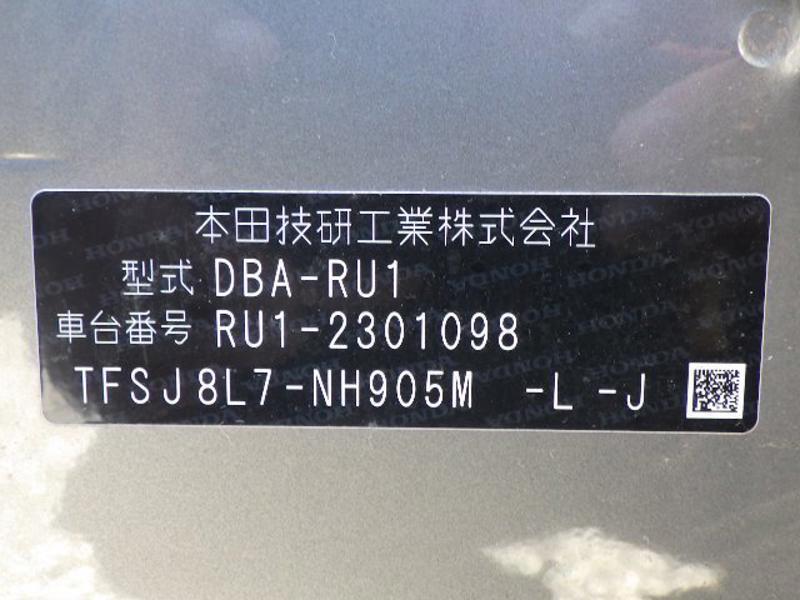 本田技研工業株式会社
型式 DBA-RU1
車台番号 RU1-2301098
TFSJ8L7-NH905M -L -J